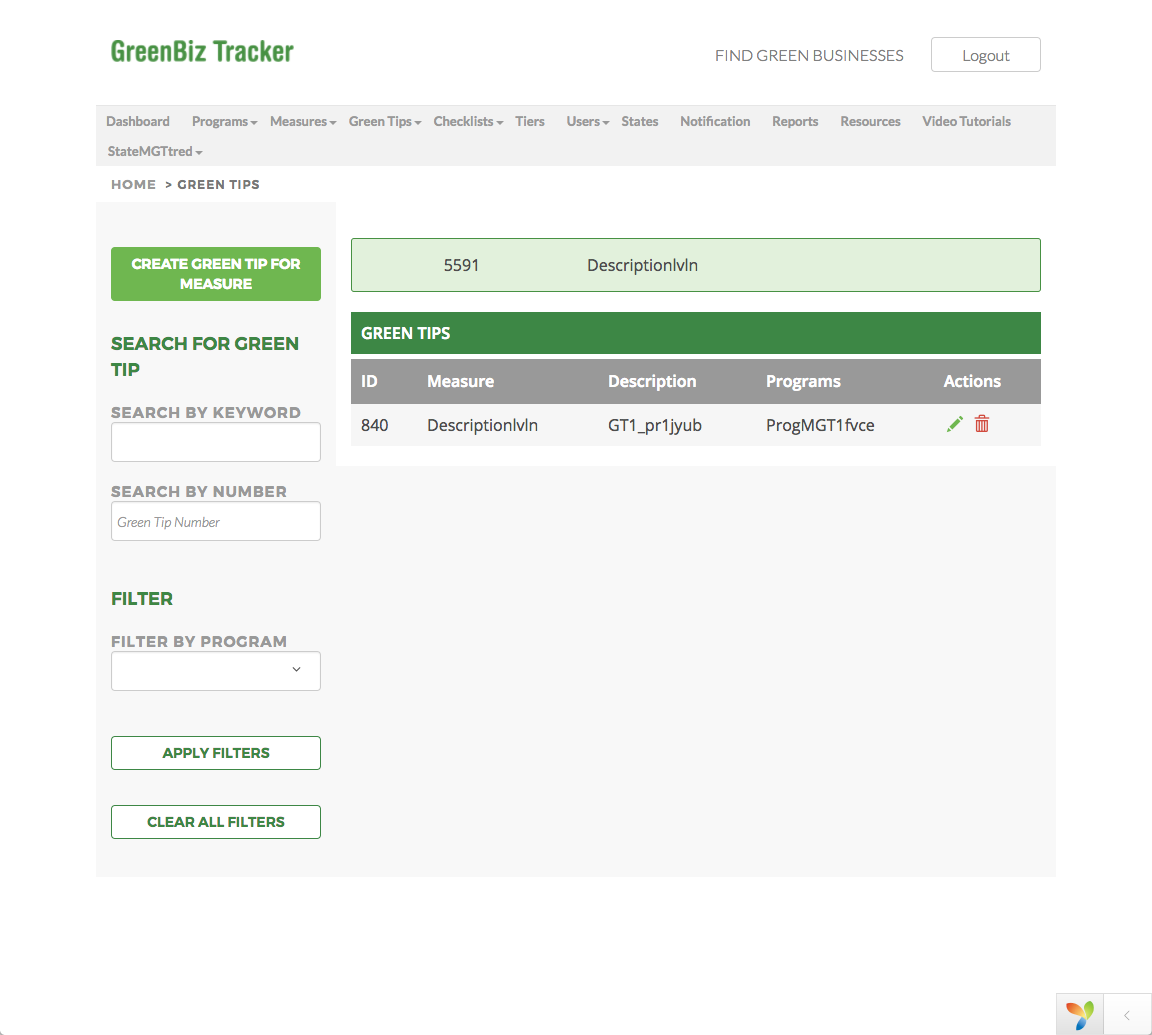 GreenBiz Tracker
FIND GREEN BUSINESSES
Logout
Dashboard Programs Measures Green Tips Checklists Tiers Users States Notification Reports Resources Video Tutorials
StateMGTtred
HOME > GREEN TIPS
CREATE GREEN TIP FOR
MEASURE
SEARCH FOR GREEN
TIP
SEARCH BY KEYWORD
SEARCH BY NUMBER
Green Tip Number
FILTER
FILTER BY PROGRAM
APPLY FILTERS
CLEAR ALL FILTERS
5591 Descriptionlvln
GREEN TIPS
ID Measure Description Programs Actions
840 Descriptionlvln GT1_pr1jyub ProgMGT1fvce